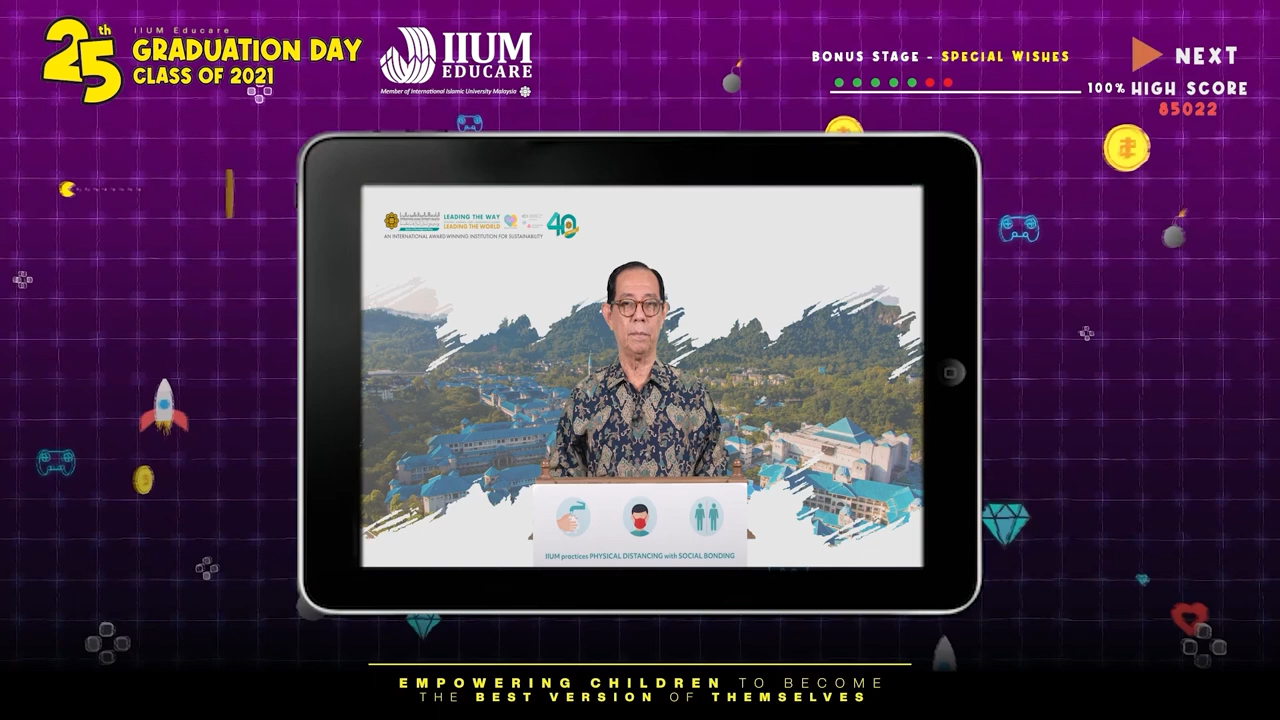 25th
IIUM Educare
GRADUATION DAY
CLASS OF 2021
IIUM
EDUCARE
Member of International Islamic University Malaysia
BONUS STAGE - SPECIAL WISHES
NEXT
100% HIGH SCORE
85022
LEADING THE WAY
LEADING THE WORLD
40
AN INTERNATIONAL AWARD-WINNING INSTITUTION FOR SUSTAINABILITY
IIUM practices PHYSICAL DISTANCING with SOCIAL BONDING
EMPOWERING CHILDREN TO BECOME
THE BEST VERSION OF THEMSELVES